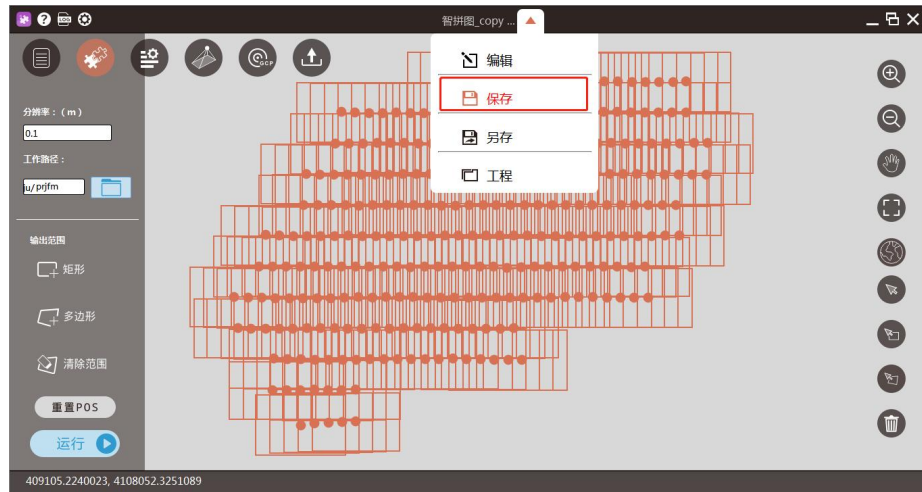 LOG
智拼图_copy ...
GCP
编辑
保存
另存
工程
分辨率：（m）
0.1
工作路径：
ju/prjfm
输出范围
矩形
多边形
清除范围
重置POS
运行
409105.2240023, 4108052.3251089